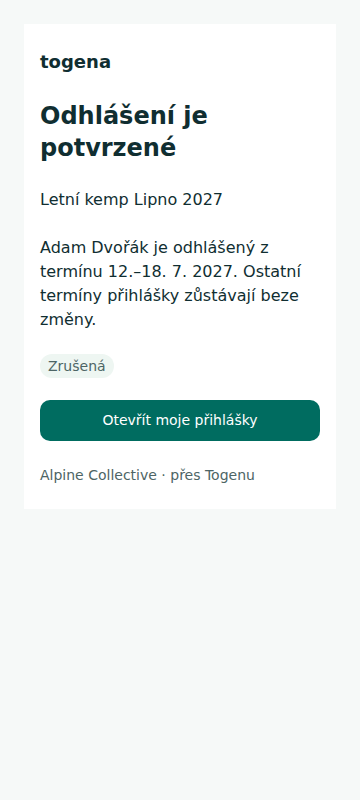 togena
Odhlášení je
potvrzené
Letní kemp Lipno 2027
Adam Dvořák je odhlášený z
termínu 12.–18. 7. 2027. Ostatní
termíny přihlášky zůstávají beze
změny.
Zrušená
Otevřít moje přihlášky
Alpine Collective · přes Togenu